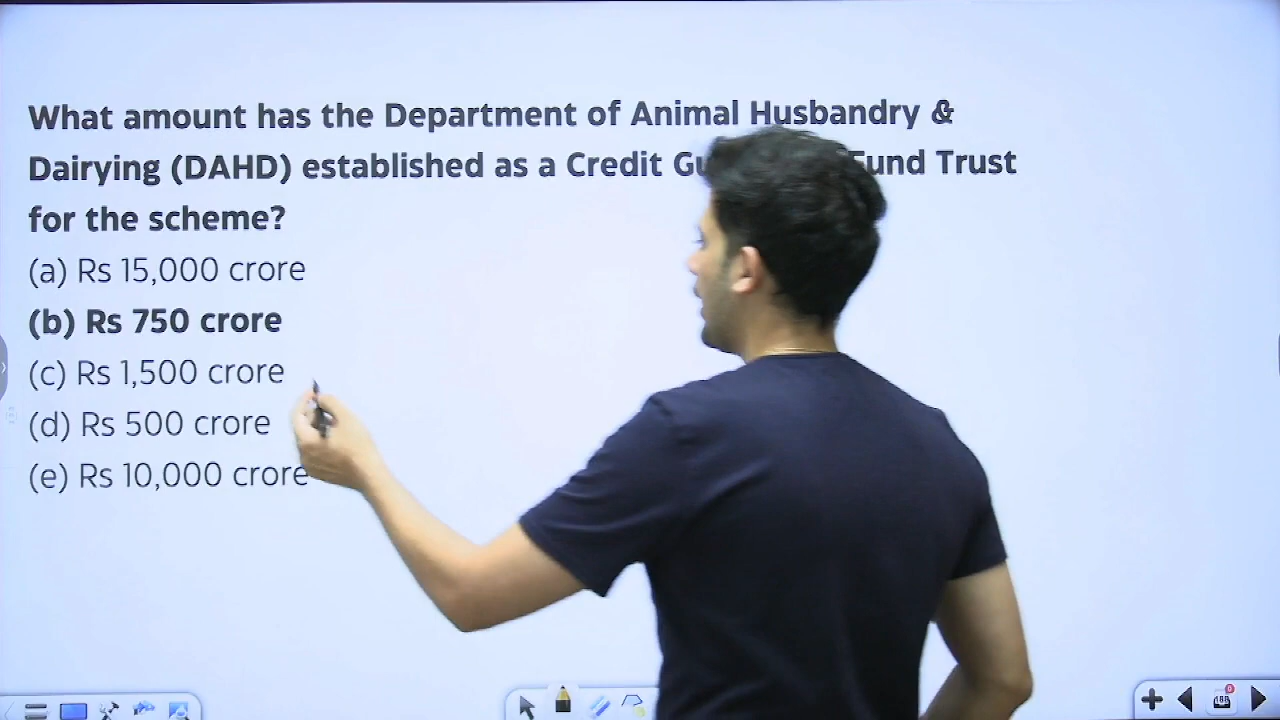 What amount has the Department of Animal Husbandry &
Dairying (DAHD) established as a Credit Fund Trust
for the scheme?
(a) Rs 15,000 crore
(b) Rs 750 crore
(c) Rs 1,500 crore
(d) Rs 500 crore
(e) Rs 10,000 crore
188